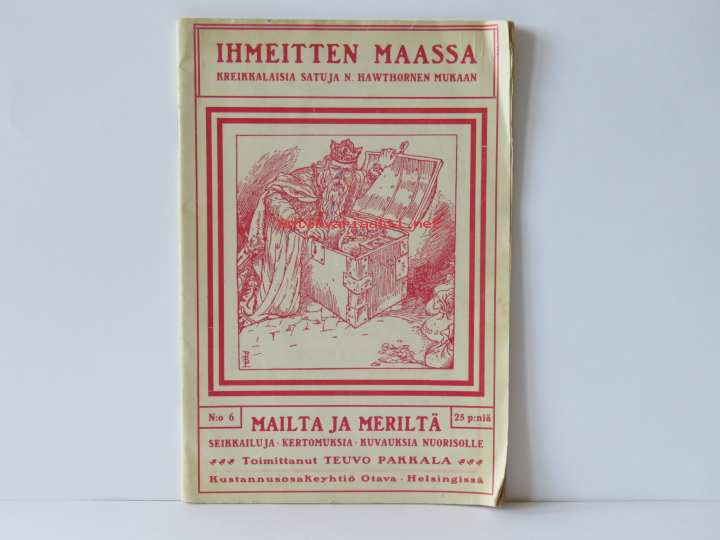 IHMEITTEN MAASSA
KREIKKALAISIA SATUJA N. HAWTHORNEN MUKAAN
N:o 6
25 p:niä
MAILTA JA MERILTÄ
SEIKKAILUJA · KERTOMUKSIA · KUVAUKSIA NUORISOLLE
Toimittanut TEUVO PAKKALA
Kustannusosakeyhtiö Otava · Helsingissä